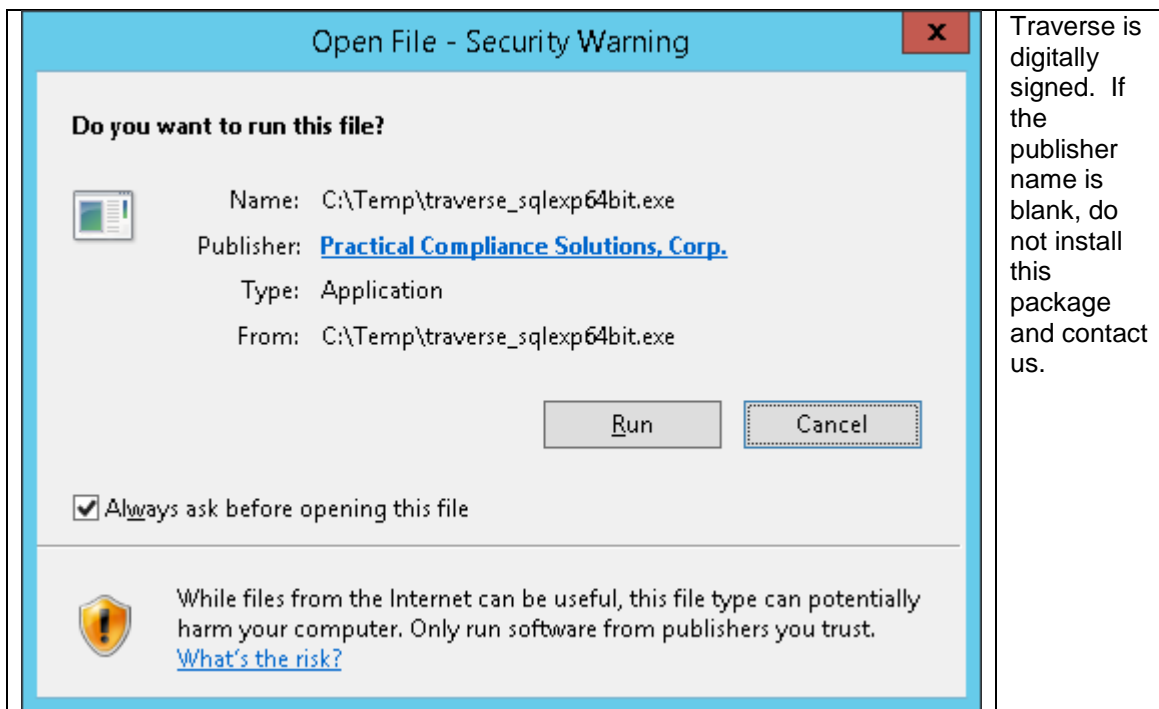 Open File - Security Warning
x
Do you want to run this file?
Name: C:\Temp\traverse_sqlexp64bit.exe
Publisher: Practical Compliance Solutions, Corp.
Type: Application
From: C:\Temp\traverse_sqlexp64bit.exe
Run Cancel
Always ask before opening this file
While files from the Internet can be useful, this file type can potentially
harm your computer. Only run software from publishers you trust.
What's the risk?
Traverse is
digitally
signed. If
the
publisher
name is
blank, do
not install
this
package
and contact
us.